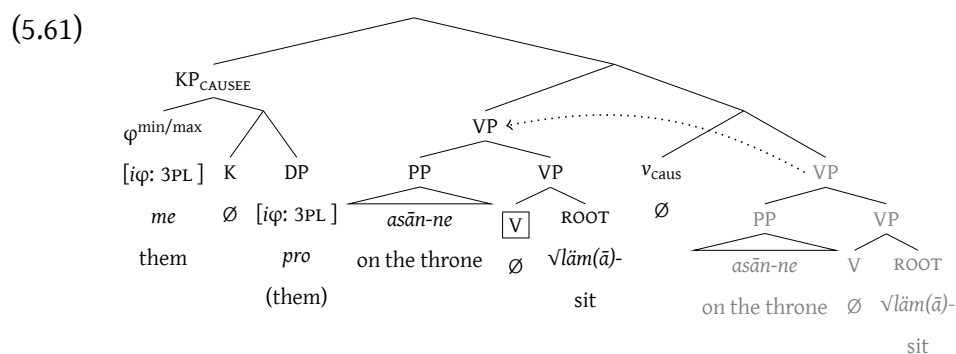 (5.61)
KP_CAUSEE
φ^min/max VP
[iφ: 3PL ] K DP PP VP v_caus VP
me Ø [iφ: 3PL ] asān-ne V ROOT Ø PP VP
them pro on the throne Ø √läm(ā)- asān-ne V ROOT
(them) sit on the throne Ø √läm(ā)-
sit